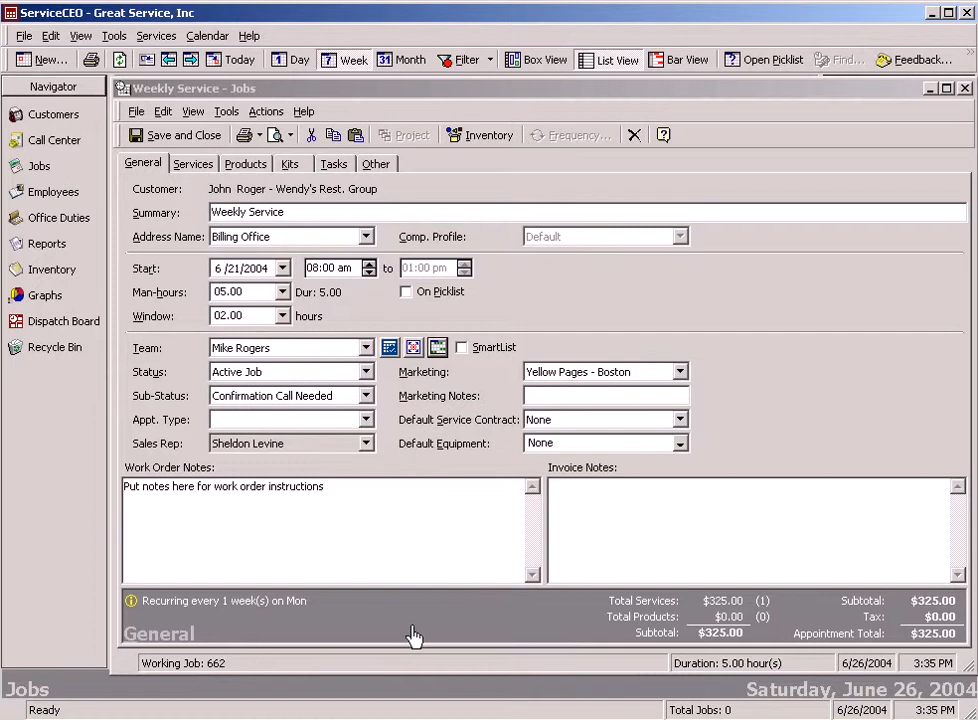 ServiceCEO - Great Service, Inc
File Edit View Tools Services Calendar Help
New... Today Day 7 Week 31 Month Filter Box View List View Bar View Open Picklist Find... Feedback...
Navigator
Customers
Call Center
Jobs
Employees
Office Duties
Reports
Inventory
Graphs
Dispatch Board
Recycle Bin
Weekly Service - Jobs
File Edit View Tools Actions Help
Save and Close Project Inventory Frequency...
General Services Products Kits Tasks Other
Customer: John Roger - Wendy's Rest. Group
Summary: Weekly Service
Address Name: Billing Office Comp. Profile: Default
Start: 6 /21/2004 08:00 am to 01:00 pm
Man-hours: 05.00 Dur: 5.00 On Picklist
Window: 02.00 hours
Team: Mike Rogers SmartList
Status: Active Job Marketing: Yellow Pages - Boston
Sub-Status: Confirmation Call Needed Marketing Notes:
Appt. Type: Default Service Contract: None
Sales Rep: Sheldon Levine Default Equipment: None
Work Order Notes: Invoice Notes:
Put notes here for work order instructions
Recurring every 1 week(s) on Mon Total Services: $325.00 (1) Subtotal: $325.00
Total Products: $0.00 (0) Tax: $0.00
General Subtotal: $325.00 Appointment Total: $325.00
Working Job: 662 Duration: 5.00 hour(s) 6/26/2004 3:35 PM
Jobs Saturday, June 26, 2004
Ready Total Jobs: 0 6/26/2004 3:35 PM